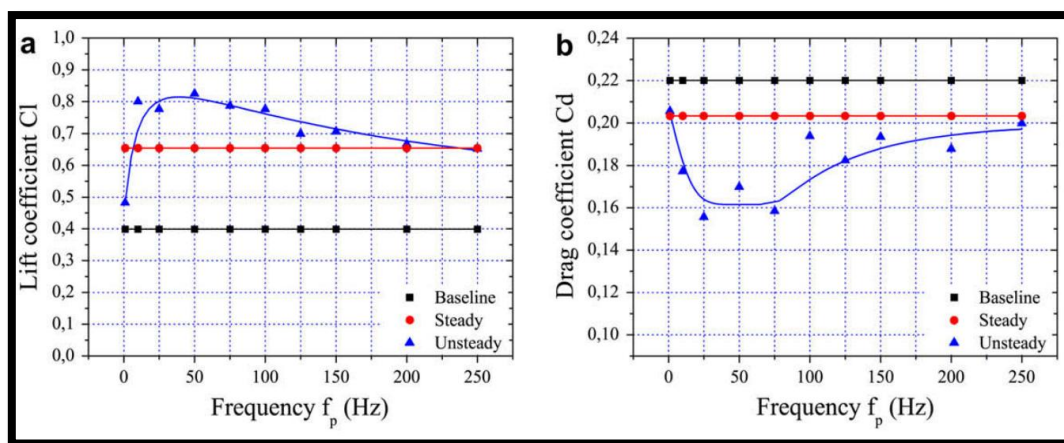 a
1,0
0,9
0,8
0,7
0,6
0,5
0,4
0,3
0,2
0,1
0,0
Lift coefficient Cl
Baseline
Steady
Unsteady
0 50 100 150 200 250
Frequency f_p (Hz)
b
0,24
0,22
0,20
0,18
0,16
0,14
0,12
0,10
Drag coefficient Cd
Baseline
Steady
Unsteady
0 50 100 150 200 250
Frequency f_p (Hz)